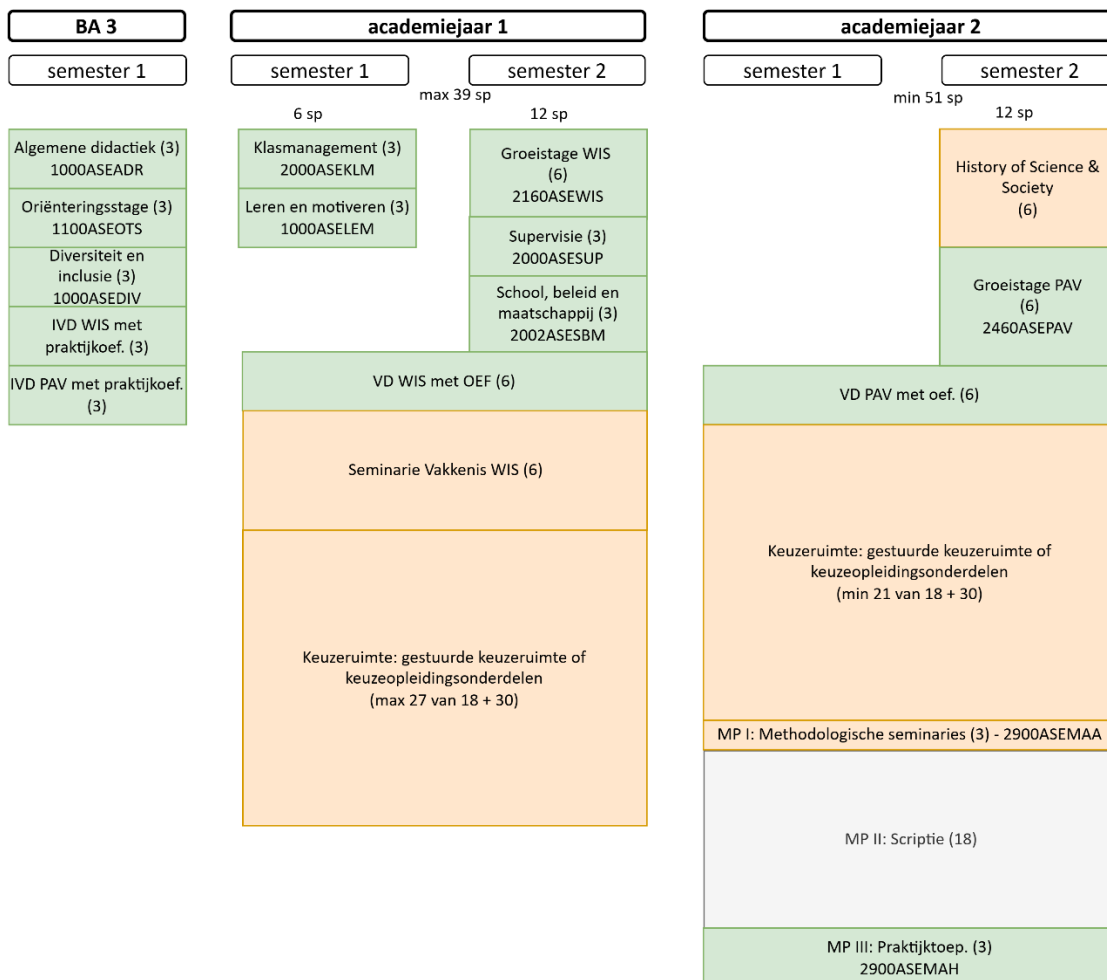 BA 3
semester 1
Algemene didactiek (3)
1000ASEADR
Oriënteringsstage (3)
1100ASEOTS
Diversiteit en
inclusie (3)
1000ASEDIV
IVD WIS met
praktijkoef. (3)
IVD PAV met praktijkoef.
(3)
academiejaar 1
semester 1
semester 2
max 39 sp
6 sp
12 sp
Klasmanagement (3)
2000ASEKLM
Leren en motiveren (3)
1000ASELEM
Groeistage WIS
(6)
2160ASEWIS
Supervisie (3)
2000ASESUP
School, beleid en
maatschappij (3)
2002ASESBM
VD WIS met OEF (6)
Seminarie Vakkenis WIS (6)
Keuzeruimte: gestuurde keuzeruimte of
keuzeopleidingsonderdelen
(max 27 van 18 + 30)
academiejaar 2
semester 1
semester 2
min 51 sp
12 sp
History of Science &
Society
(6)
Groeistage PAV
(6)
2460ASEPAV
VD PAV met oef. (6)
Keuzeruimte: gestuurde keuzeruimte of
keuzeopleidingsonderdelen
(min 21 van 18 + 30)
MP I: Methodologische seminaries (3) - 2900ASEMAA
MP II: Scriptie (18)
MP III: Praktijktoep. (3)
2900ASEMAH